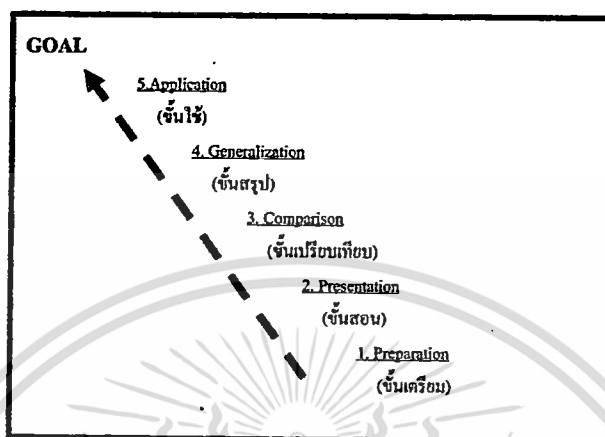 GOAL
5.Application
(ขั้นใช้)
4. Generalization
(ขั้นสรุป)
3. Comparison
(ขั้นเปรียบเทียบ)
2. Presentation
(ขั้นสอน)
1. Preparation
(ขั้นเตรียม)